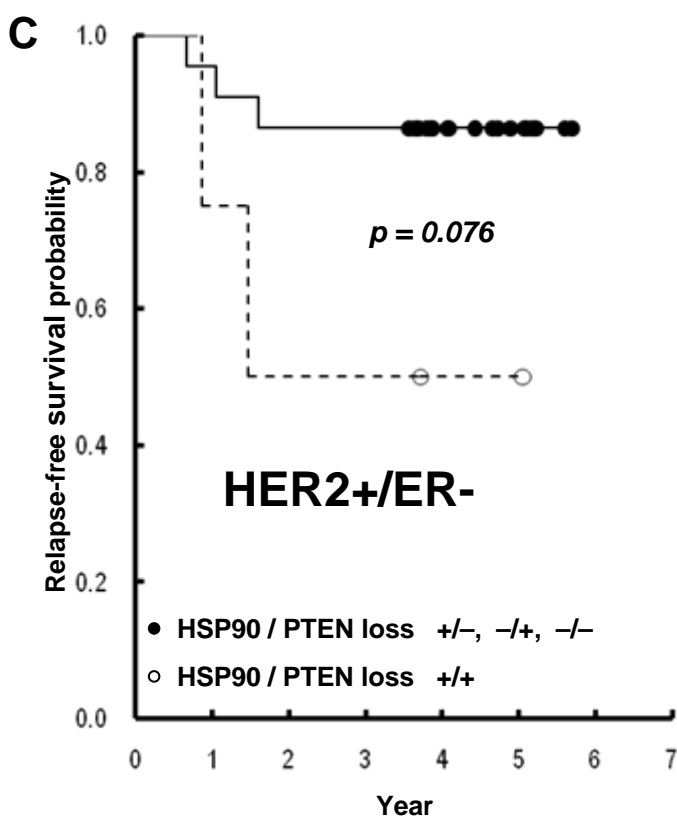 C
Relapse-free survival probability
1.0
0.8
0.6
0.4
0.2
0.0
p = 0.076
HER2+/ER-
HSP90 / PTEN loss +/–, –/+, –/–
HSP90 / PTEN loss +/+
0 1 2 3 4 5 6 7
Year